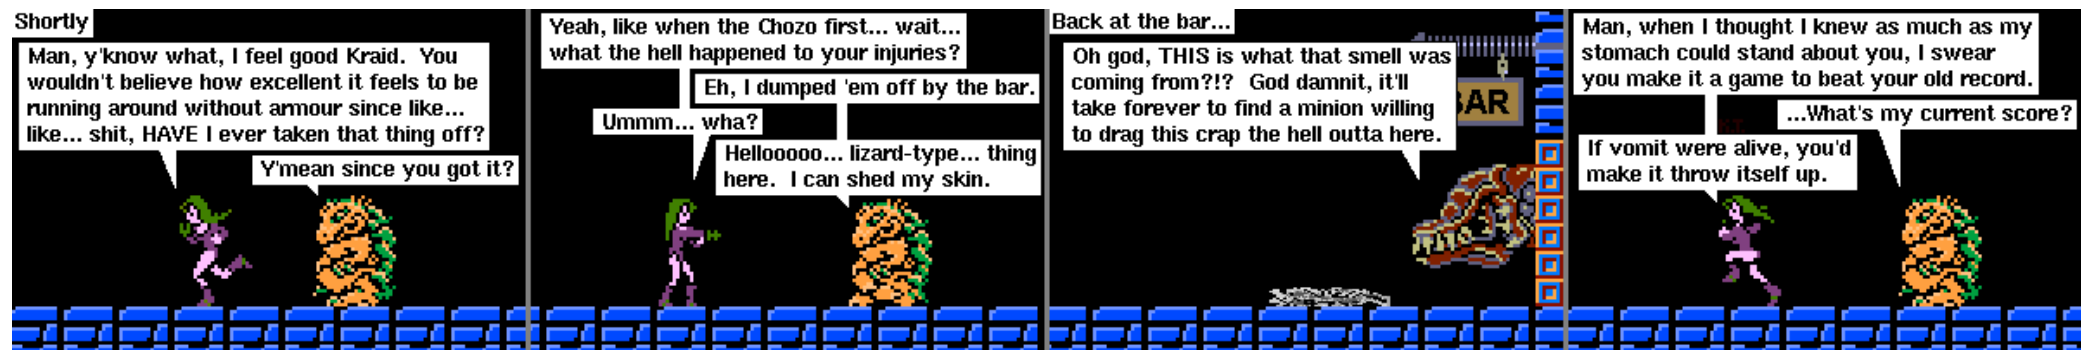 Shortly
Man, y'know what, I feel good Kraid.  You
wouldn't believe how excellent it feels to be
running around without armour since like...
like... shit, HAVE I ever taken that thing off?
Y'mean since you got it?
Yeah, like when the Chozo first... wait...
what the hell happened to your injuries?
Eh, I dumped 'em off by the bar.
Ummm... wha?
Hellooooo... lizard-type... thing
here.  I can shed my skin.
Back at the bar...
Oh god, THIS is what that smell was
coming from?!?  God damnit, it'll
take forever to find a minion willing
to drag this crap the hell outta here.
BAR
Man, when I thought I knew as much as my
stomach could stand about you, I swear
you make it a game to beat your old record.
...What's my current score?
If vomit were alive, you'd
make it throw itself up.